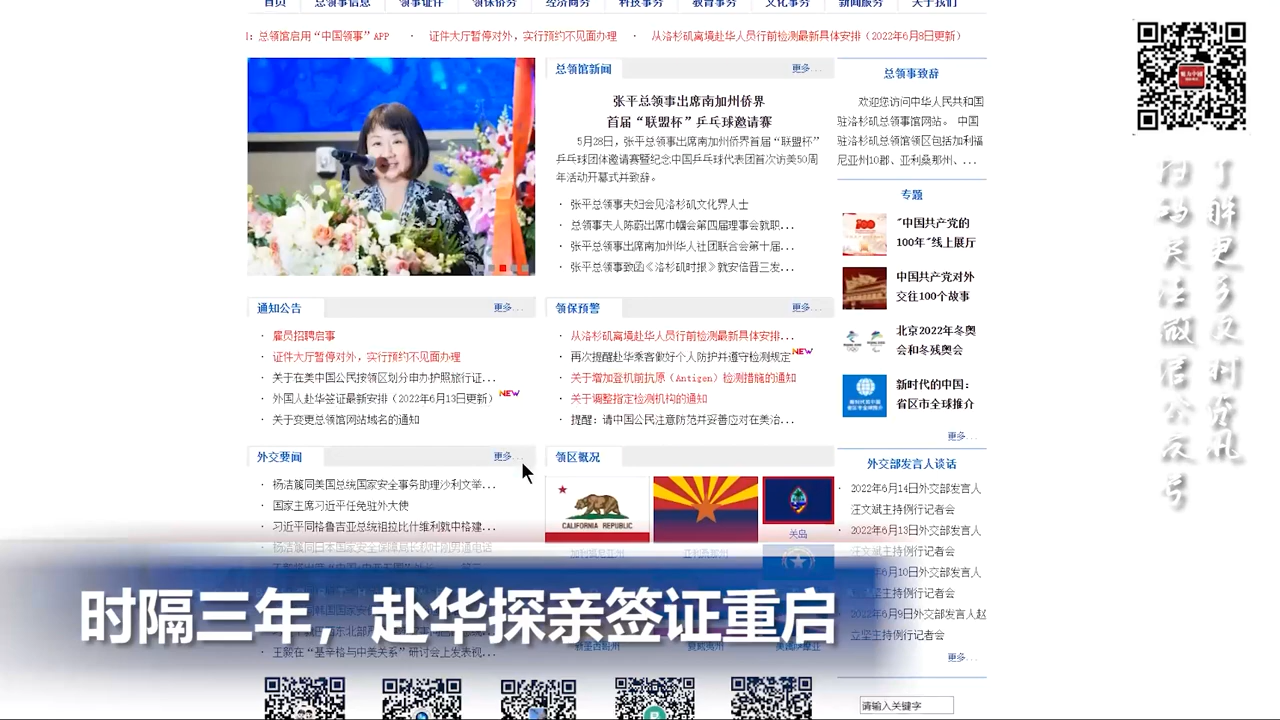 首页 总领事信息 领事证件 领保侨务 经济商务 科技事务 教育事务 文化事务 新闻服务 关于我们
总领馆启用“中国领事”APP · 证件大厅暂停对外，实行预约不见面办理 · 从洛杉矶离境赴华人员行前检测最新具体安排（2022年6月8日更新）
总领馆新闻 更多...
张平总领事出席南加州侨界
首届“联盟杯”乒乓球邀请赛
5月28日，张平总领事出席南加州侨界首届“联盟杯”
乒乓球团体邀请赛暨纪念中国乒乓球代表团首次访美50周
年活动开幕式并致辞。
· 张平总领事夫妇会见洛杉矶文化界人士
· 总领事夫人陈蔚出席巾帼会第四届理事会就职...
· 张平总领事出席南加州华人社团联合会第十届...
· 张平总领事致函《洛杉矶时报》就安倍晋三发...
总领事致辞
欢迎您访问中华人民共和国
驻洛杉矶总领事馆网站。 中国
驻洛杉矶总领馆领区包括加利福
尼亚州10郡、亚利桑那州、...
专题
"中国共产党的
100年"线上展厅
中国共产党对外
交往100个故事
北京2022年冬奥
会和冬残奥会
新时代的中国：
省区市全球推介
更多...
通知公告 更多...
· 雇员招聘启事
· 证件大厅暂停对外，实行预约不见面办理
· 关于在美中国公民按领区划分申办护照旅行证...
· 外国人赴华签证最新安排（2022年6月13日更新） NEW
· 关于变更总领馆网站域名的通知
领保预警 更多...
· 从洛杉矶离境赴华人员行前检测最新具体安排...
· 再次提醒赴华乘客做好个人防护并遵守检测规定 NEW
· 关于增加登机前抗原（Antigen）检测措施的通知
· 关于调整指定检测机构的通知
· 提醒：请中国公民注意防范并妥善应对在美洽...
外交要闻 更多...
· 杨洁篪同美国总统国家安全事务助理沙利文举...
· 国家主席习近平任免驻外大使
· 习近平同格鲁吉亚总统祖拉比什维利就中格建...
· 杨洁篪同日本国家安全保障局长秋叶刚男通电话
· 王毅在“基辛格与中美关系”研讨会上发表视...
领区概况
CALIFORNIA REPUBLIC
关岛
外交部发言人谈话
· 2022年6月14日外交部发言人
汪文斌主持例行记者会
· 2022年6月13日外交部发言人
汪文斌主持例行记者会
年6月10日外交部发言人
主持例行记者会
2022年6月9日外交部发言人赵
立坚主持例行记者会
更多...
请输入关键字
时隔三年，赴华探亲签证重启
了解更多及时资讯
扫码关注微信公众号